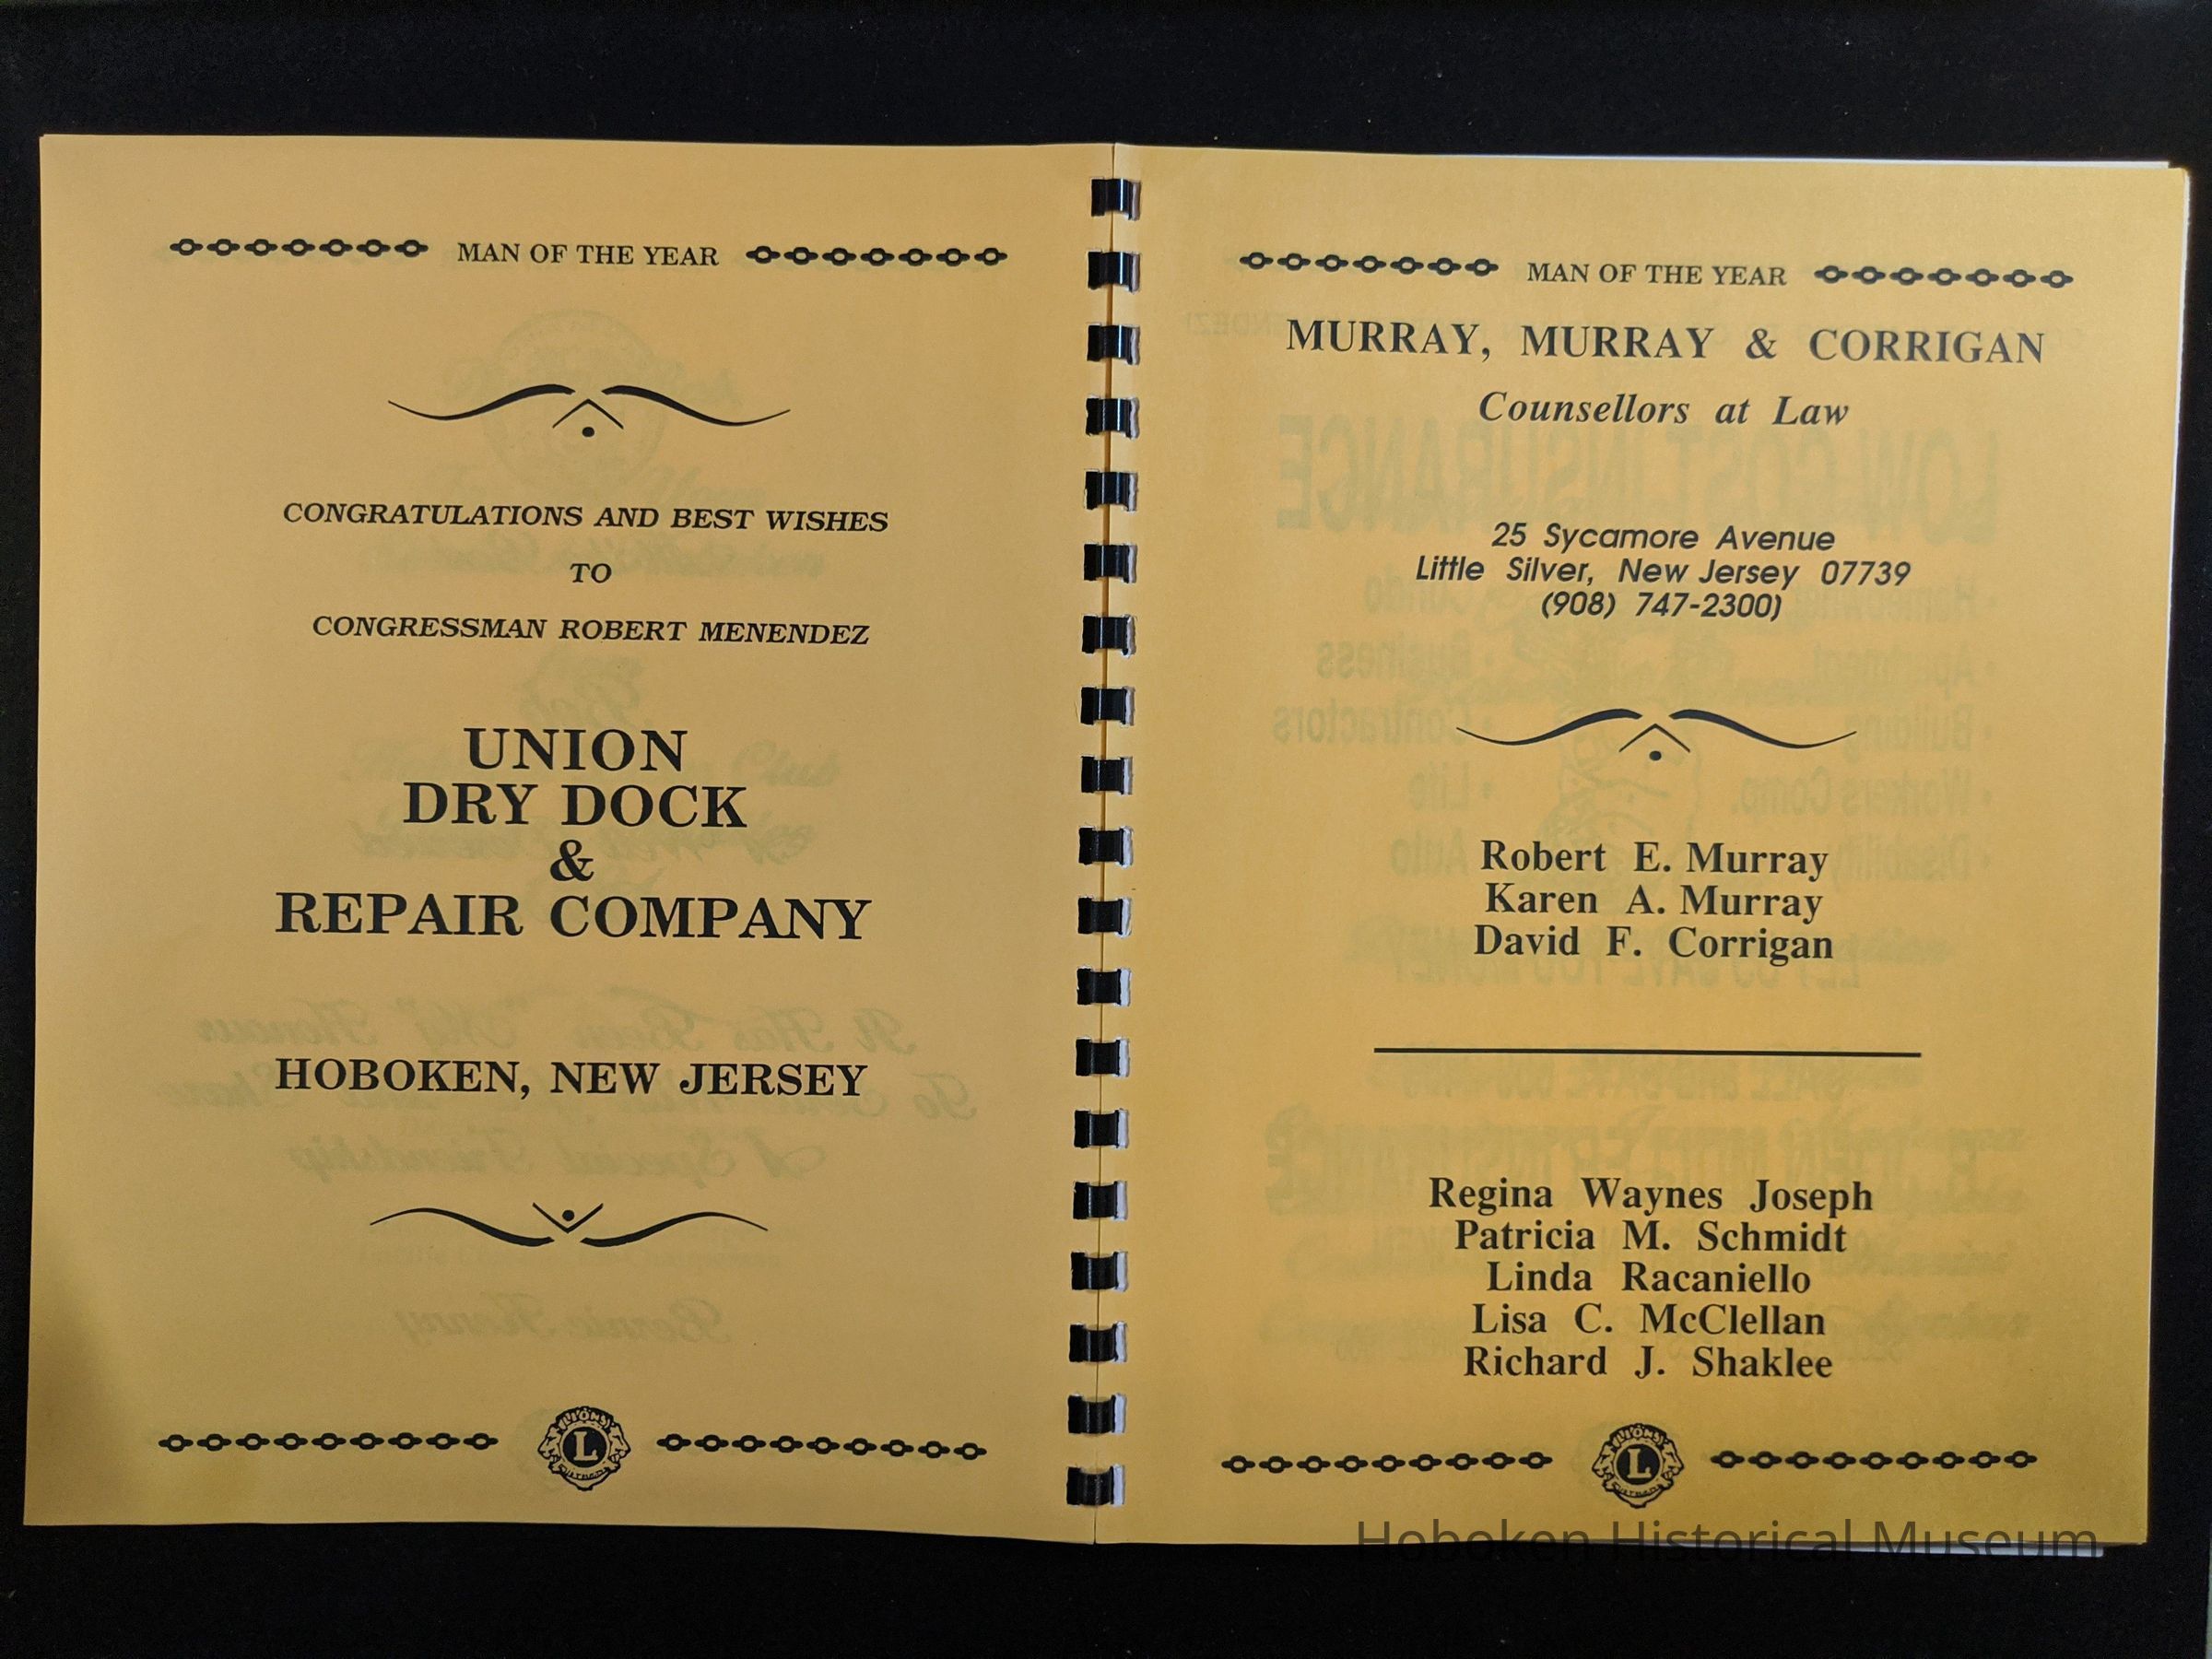 MAN OF THE YEAR
CONGRATULATIONS AND BEST WISHES
TO
CONGRESSMAN ROBERT MENENDEZ
UNION
DRY DOCK
&
REPAIR COMPANY
HOBOKEN, NEW JERSEY
LIONS
L
MAN OF THE YEAR
MURRAY, MURRAY & CORRIGAN
Counsellors at Law
25 Sycamore Avenue
Little Silver, New Jersey 07739
(908) 747-2300)
Robert E. Murray
Karen A. Murray
David F. Corrigan
Regina Waynes Joseph
Patricia M. Schmidt
Linda Racaniello
Lisa C. McClellan
Richard J. Shaklee
LIONS
L
Hoboken Historical Museum